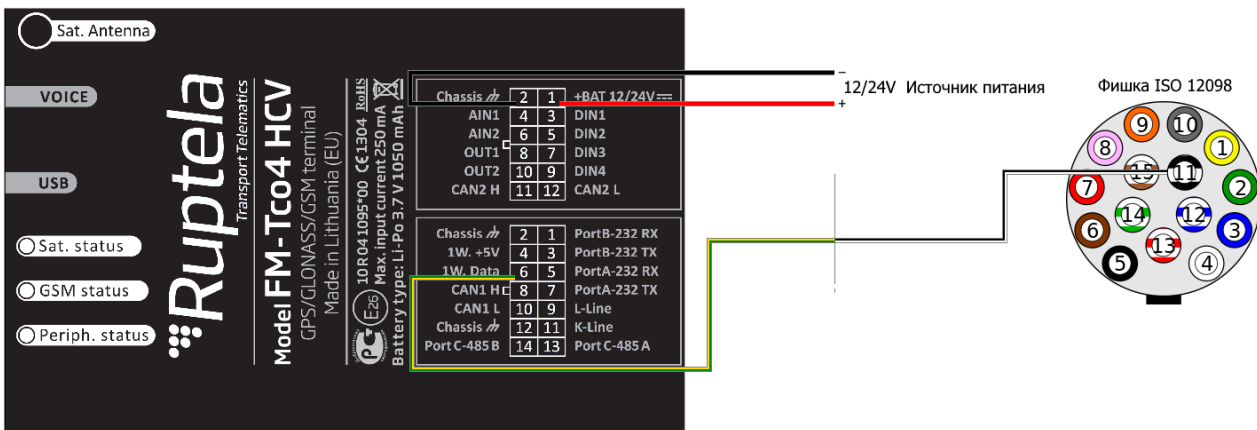 Sat. Antenna
VOICE
USB
Sat. status
GSM status
Periph. status
Ruptela
Transport Telematics
Model FM-Tco4 HCV
GPS/GLONASS/GSM terminal
Made in Lithuania (EU)
E26 10 R 04 1095*00 CE1304 RoHS
Max. input current 250 mA
Battery type: Li-Po 3.7 V 1050 mAh
Chassis 2 1 +BAT 12/24V
AIN1 4 3 DIN1
AIN2 6 5 DIN2
OUT1 8 7 DIN3
OUT2 10 9 DIN4
CAN2 H 11 12 CAN2 L
Chassis 2 1 PortB-232 RX
1W. +5V 4 3 PortB-232 TX
1W. Data 6 5 PortA-232 RX
CAN1 H 8 7 PortA-232 TX
CAN1 L 10 9 L-Line
Chassis 12 11 K-Line
Port C-485 B 14 13 Port C-485 A
–
12/24V Источник питания
+
Фишка ISO 12098
9 10
8 1
15 11
7 2
14 12
6 3
13
5 4